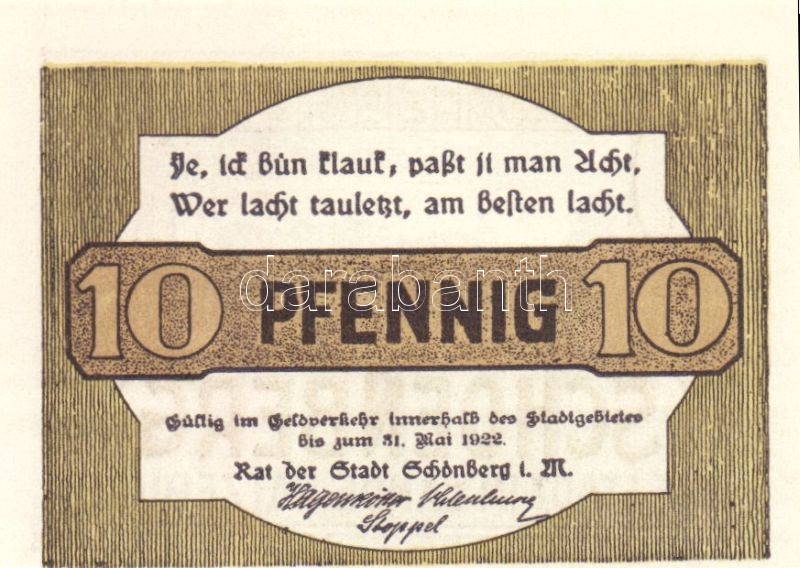 Je, ick bün klauk, paßt ji man Acht,
Wer lacht tauletzt, am besten lacht.
10 PFENNIG 10
darabanth
Gültig im Geldverkehr innerhalb des Stadtgebietes
bis zum 31. Mai 1922.
Rat der Stadt Schönberg i. M.
Stoppel